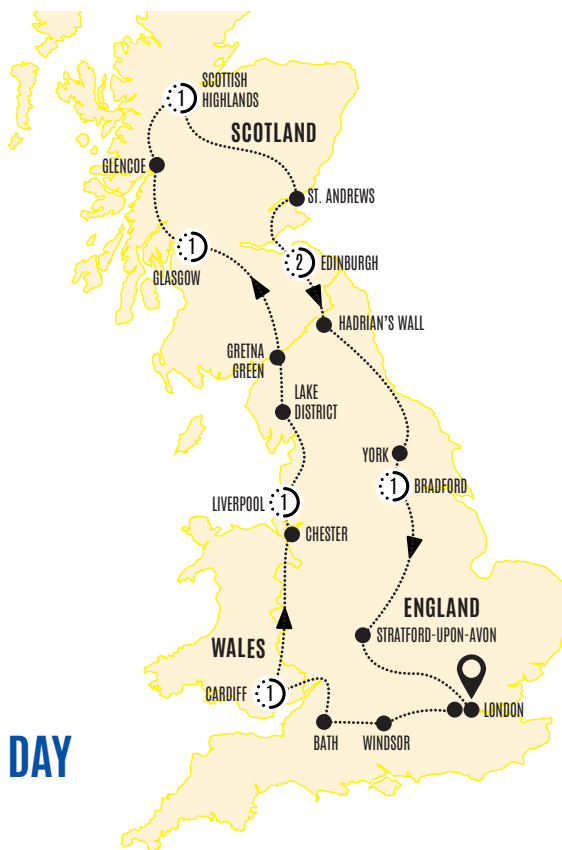 SCOTTISH
HIGHLANDS
1
SCOTLAND
GLENCOE
ST. ANDREWS
1
GLASGOW
2
EDINBURGH
HADRIAN'S WALL
GRETNA
GREEN
LAKE
DISTRICT
YORK
1
BRADFORD
LIVERPOOL
1
CHESTER
ENGLAND
STRATFORD-UPON-AVON
WALES
CARDIFF
1
LONDON
BATH
WINDSOR
DAY